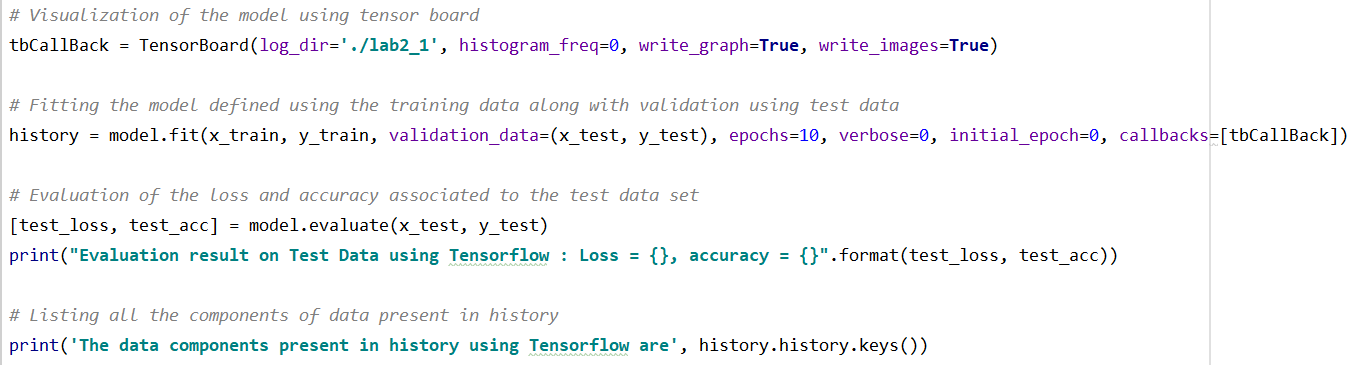 # Visualization of the model using tensor board
tbCallBack = TensorBoard(log_dir='./lab2_1', histogram_freq=0, write_graph=True, write_images=True)
# Fitting the model defined using the training data along with validation using test data
history = model.fit(x_train, y_train, validation_data=(x_test, y_test), epochs=10, verbose=0, initial_epoch=0, callbacks=[tbCallBack])
# Evaluation of the loss and accuracy associated to the test data set
[test_loss, test_acc] = model.evaluate(x_test, y_test)
print("Evaluation result on Test Data using Tensorflow : Loss = {}, accuracy = {}".format(test_loss, test_acc))
# Listing all the components of data present in history
print('The data components present in history using Tensorflow are', history.history.keys())